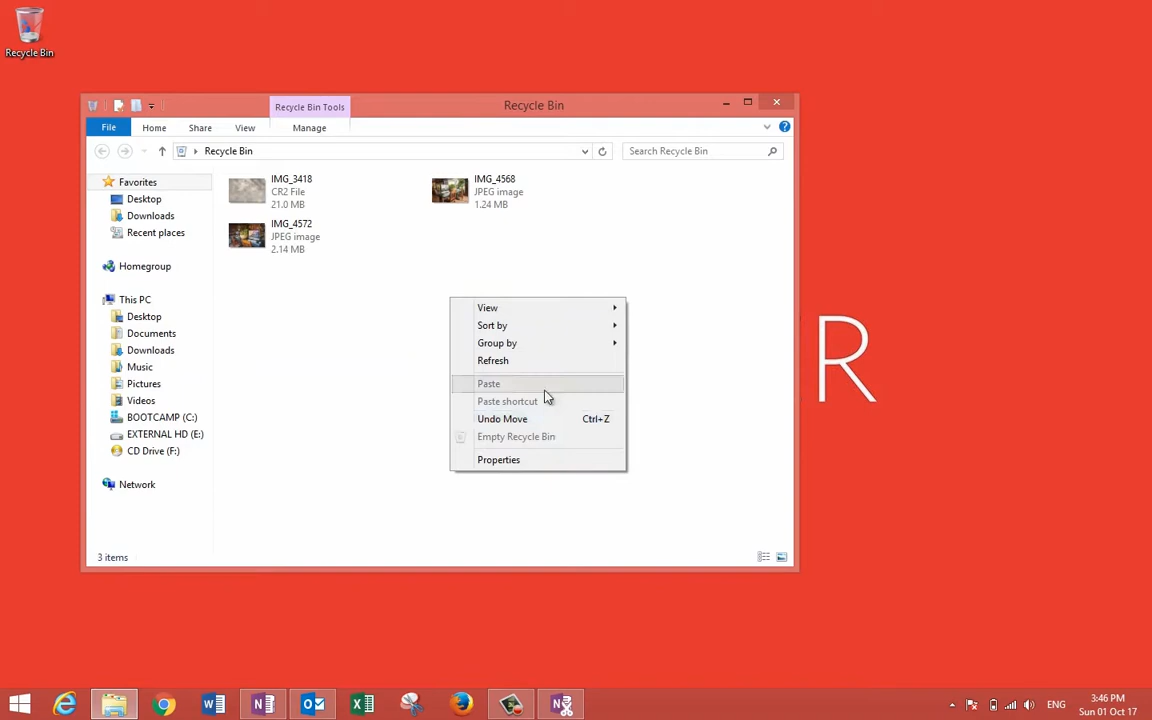 Recycle Bin
Recycle Bin Tools
Recycle Bin
File
Home
Share
View
Manage
Recycle Bin
Search Recycle Bin
Favorites
Desktop
Downloads
Recent places
Homegroup
This PC
Desktop
Documents
Downloads
Music
Pictures
Videos
BOOTCAMP (C:)
EXTERNAL HD (E:)
CD Drive (F:)
Network
IMG_3418
CR2 File
21.0 MB
IMG_4568
JPEG image
1.24 MB
IMG_4572
JPEG image
2.14 MB
View
Sort by
Group by
Refresh
Paste
Paste shortcut
Undo Move Ctrl+Z
Empty Recycle Bin
Properties
3 items
R
ENG
3:46 PM
Sun 01 Oct 17